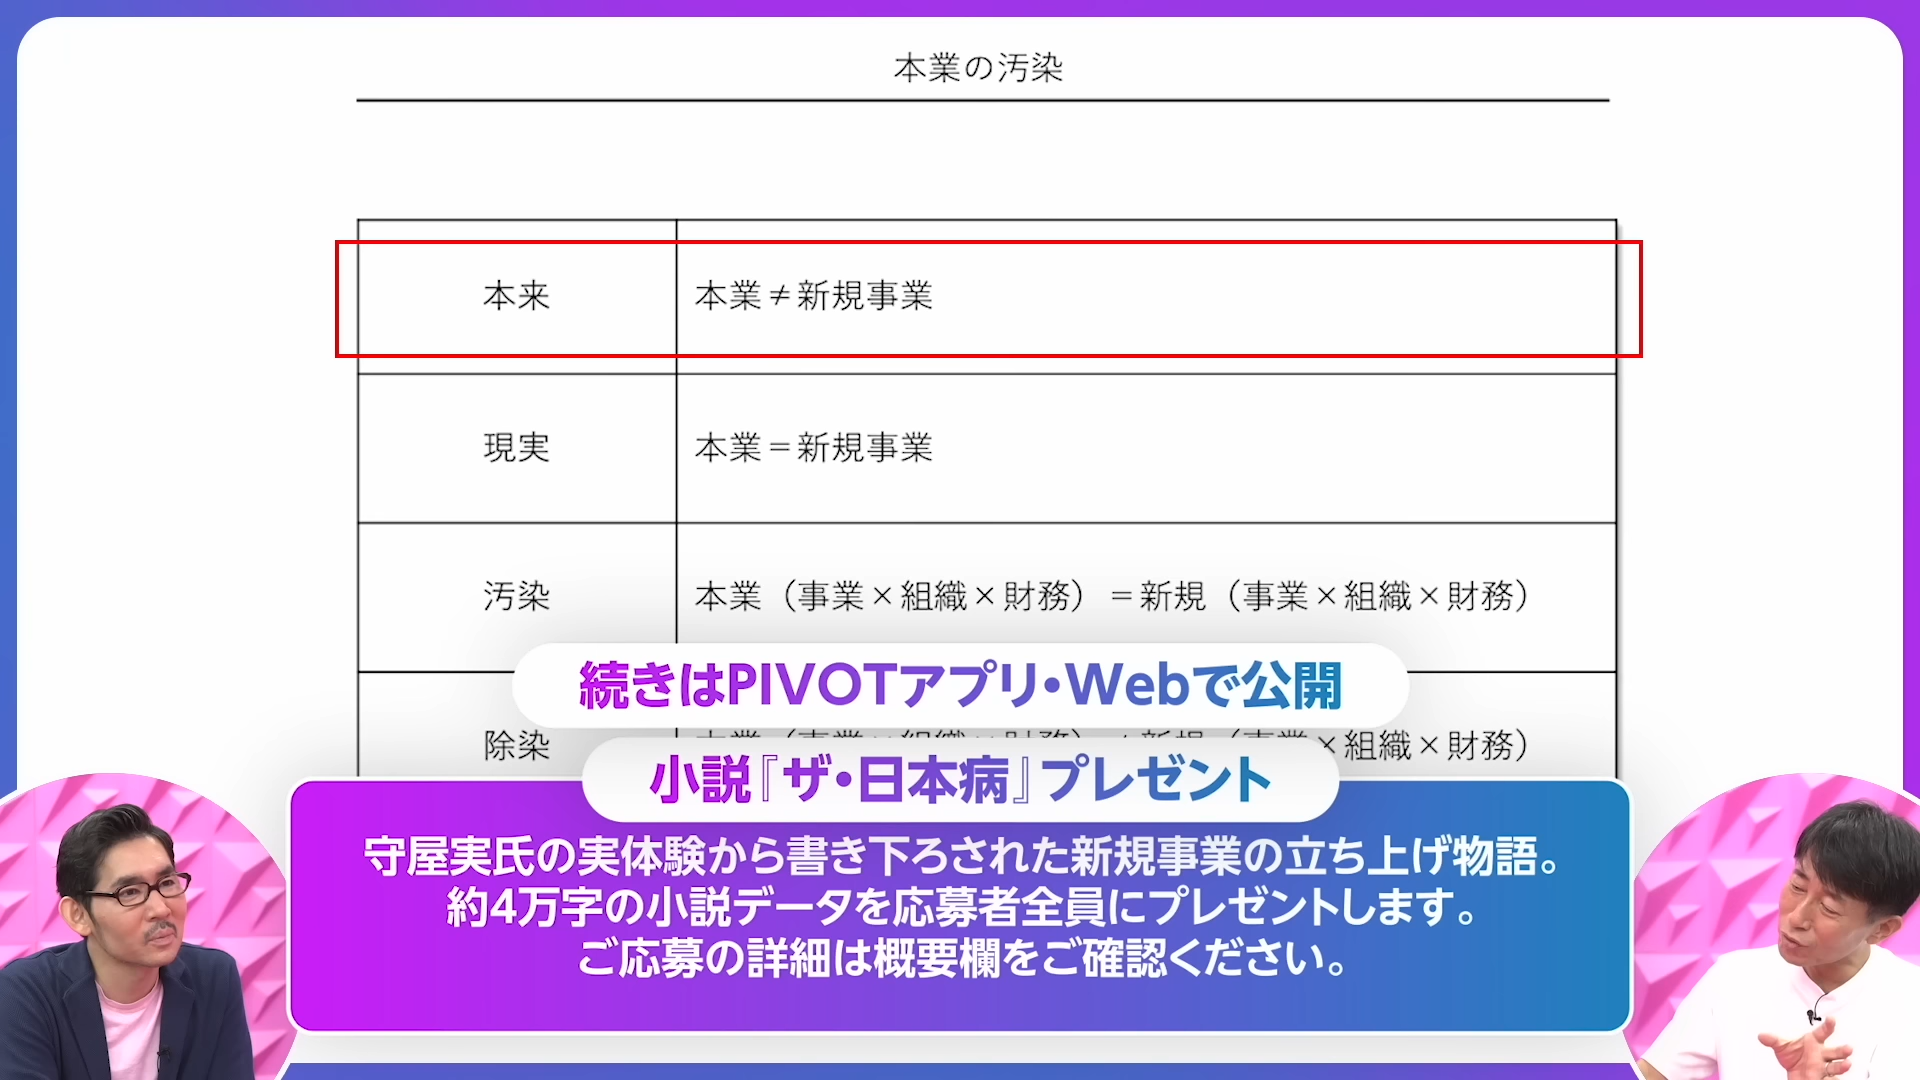 本業の汚染
本来 本業≠新規事業
現実 本業＝新規事業
汚染 本業（事業×組織×財務）＝新規（事業×組織×財務）
続きはPIVOTアプリ・Webで公開
除染 ×組織×財務）
小説『ザ・日本病』プレゼント
守屋実氏の実体験から書き下ろされた新規事業の立ち上げ物語。
約4万字の小説データを応募者全員にプレゼントします。
ご応募の詳細は概要欄をご確認ください。